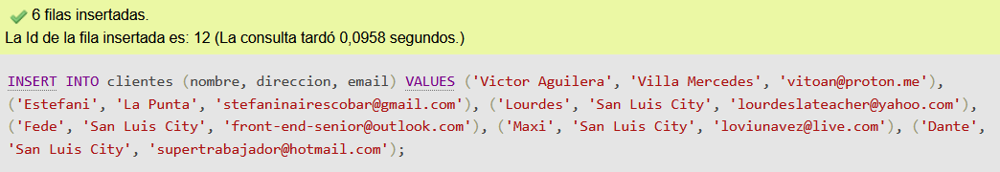 6 filas insertadas.
La Id de la fila insertada es: 12 (La consulta tardó 0,0958 segundos.)
INSERT INTO clientes (nombre, direccion, email) VALUES ('Victor Aguilera', 'Villa Mercedes', 'vitoan@proton.me'),
('Estefani', 'La Punta', 'stefaninairescobar@gmail.com'), ('Lourdes', 'San Luis City', 'lourdeslateacher@yahoo.com'),
('Fede', 'San Luis City', 'front-end-senior@outlook.com'), ('Maxi', 'San Luis City', 'loviunavez@live.com'), ('Dante',
'San Luis City', 'supertrabajador@hotmail.com');